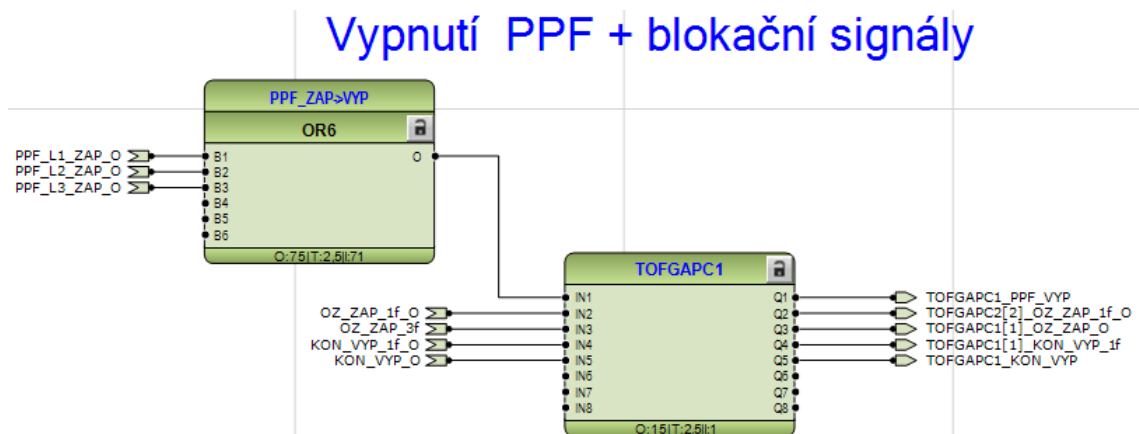 Vypnutí PPF + blokační signály
PPF_ZAP>VYP
OR6
PPF_L1_ZAP_O
PPF_L2_ZAP_O
PPF_L3_ZAP_O
B1
B2
B3
B4
B5
B6
O
O:75|T:2,5|I:71
TOFGAPC1
OZ_ZAP_1f_O
OZ_ZAP_3f
KON_VYP_1f_O
KON_VYP_O
IN1
IN2
IN3
IN4
IN5
IN6
IN7
IN8
Q1
Q2
Q3
Q4
Q5
Q6
Q7
Q8
TOFGAPC1_PPF_VYP
TOFGAPC2[2]_OZ_ZAP_1f_O
TOFGAPC1[1]_OZ_ZAP_O
TOFGAPC1[1]_KON_VYP_1f
TOFGAPC1_KON_VYP
O:15|T:2,5|I:1